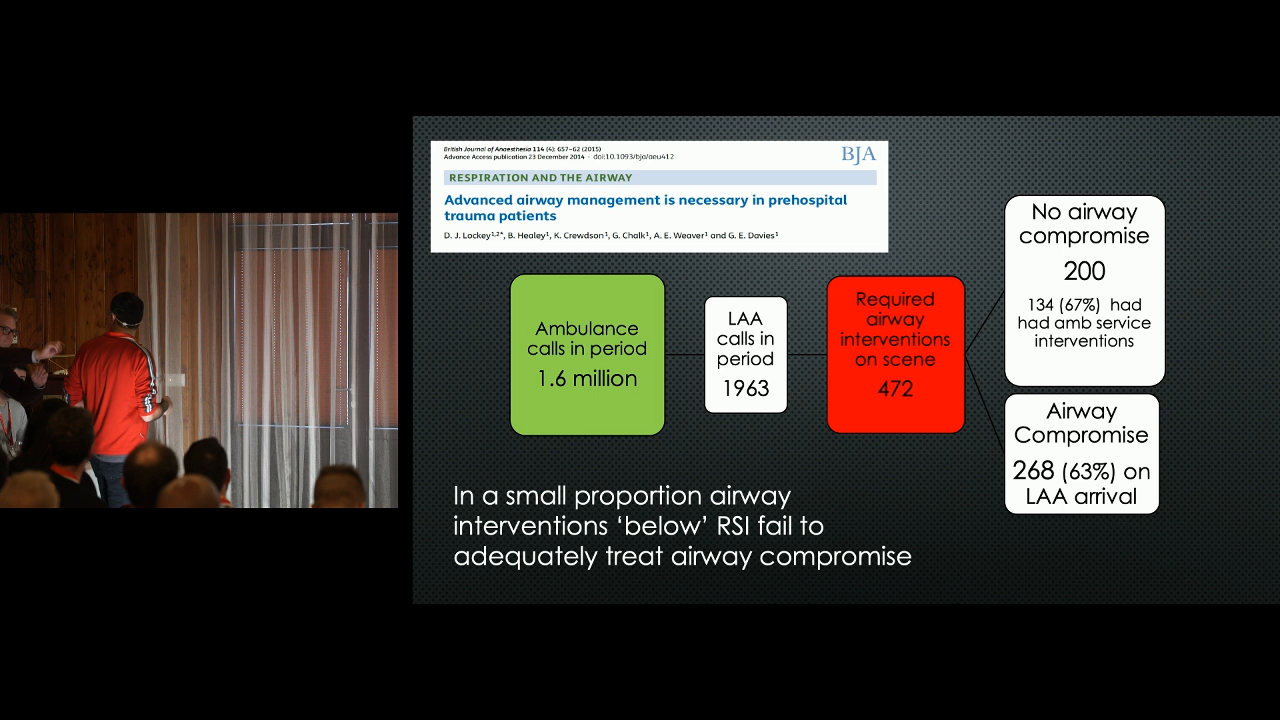 British Journal of Anaesthesia 114 (4): 657–62 (2015)
Advance Access publication 23 December 2014 · doi:10.1093/bja/aeu412
BJA
RESPIRATION AND THE AIRWAY
Advanced airway management is necessary in prehospital
trauma patients
D. J. Lockey1,2*, B. Healey1, K. Crewdson1, G. Chalk1, A. E. Weaver1 and G. E. Davies1
Ambulance
calls in period
1.6 million
LAA
calls in
period
1963
Required
airway
interventions
on scene
472
No airway
compromise
200
134 (67%) had
had amb service
interventions
Airway
Compromise
268 (63%) on
LAA arrival
In a small proportion airway
interventions ‘below’ RSI fail to
adequately treat airway compromise